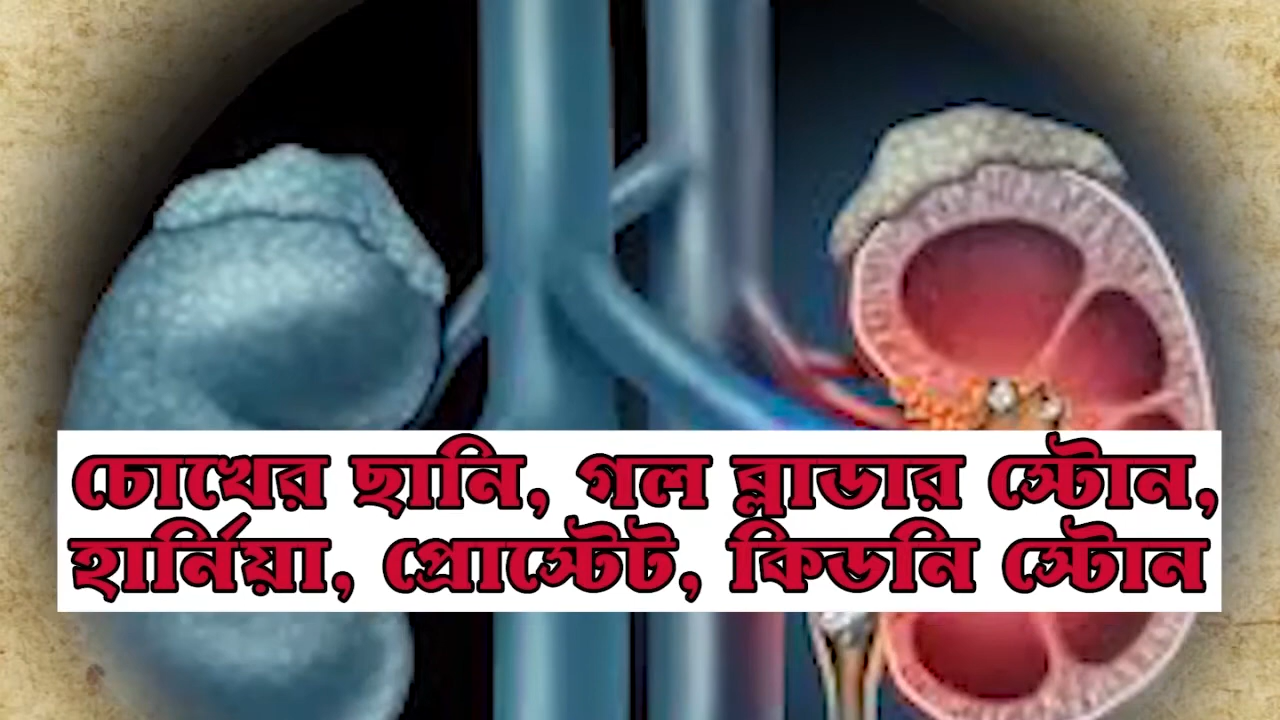 চোখের ছানি, গল ব্লাডার স্টোন,
হার্নিয়া, প্রোস্টেট, কিডনি স্টোন